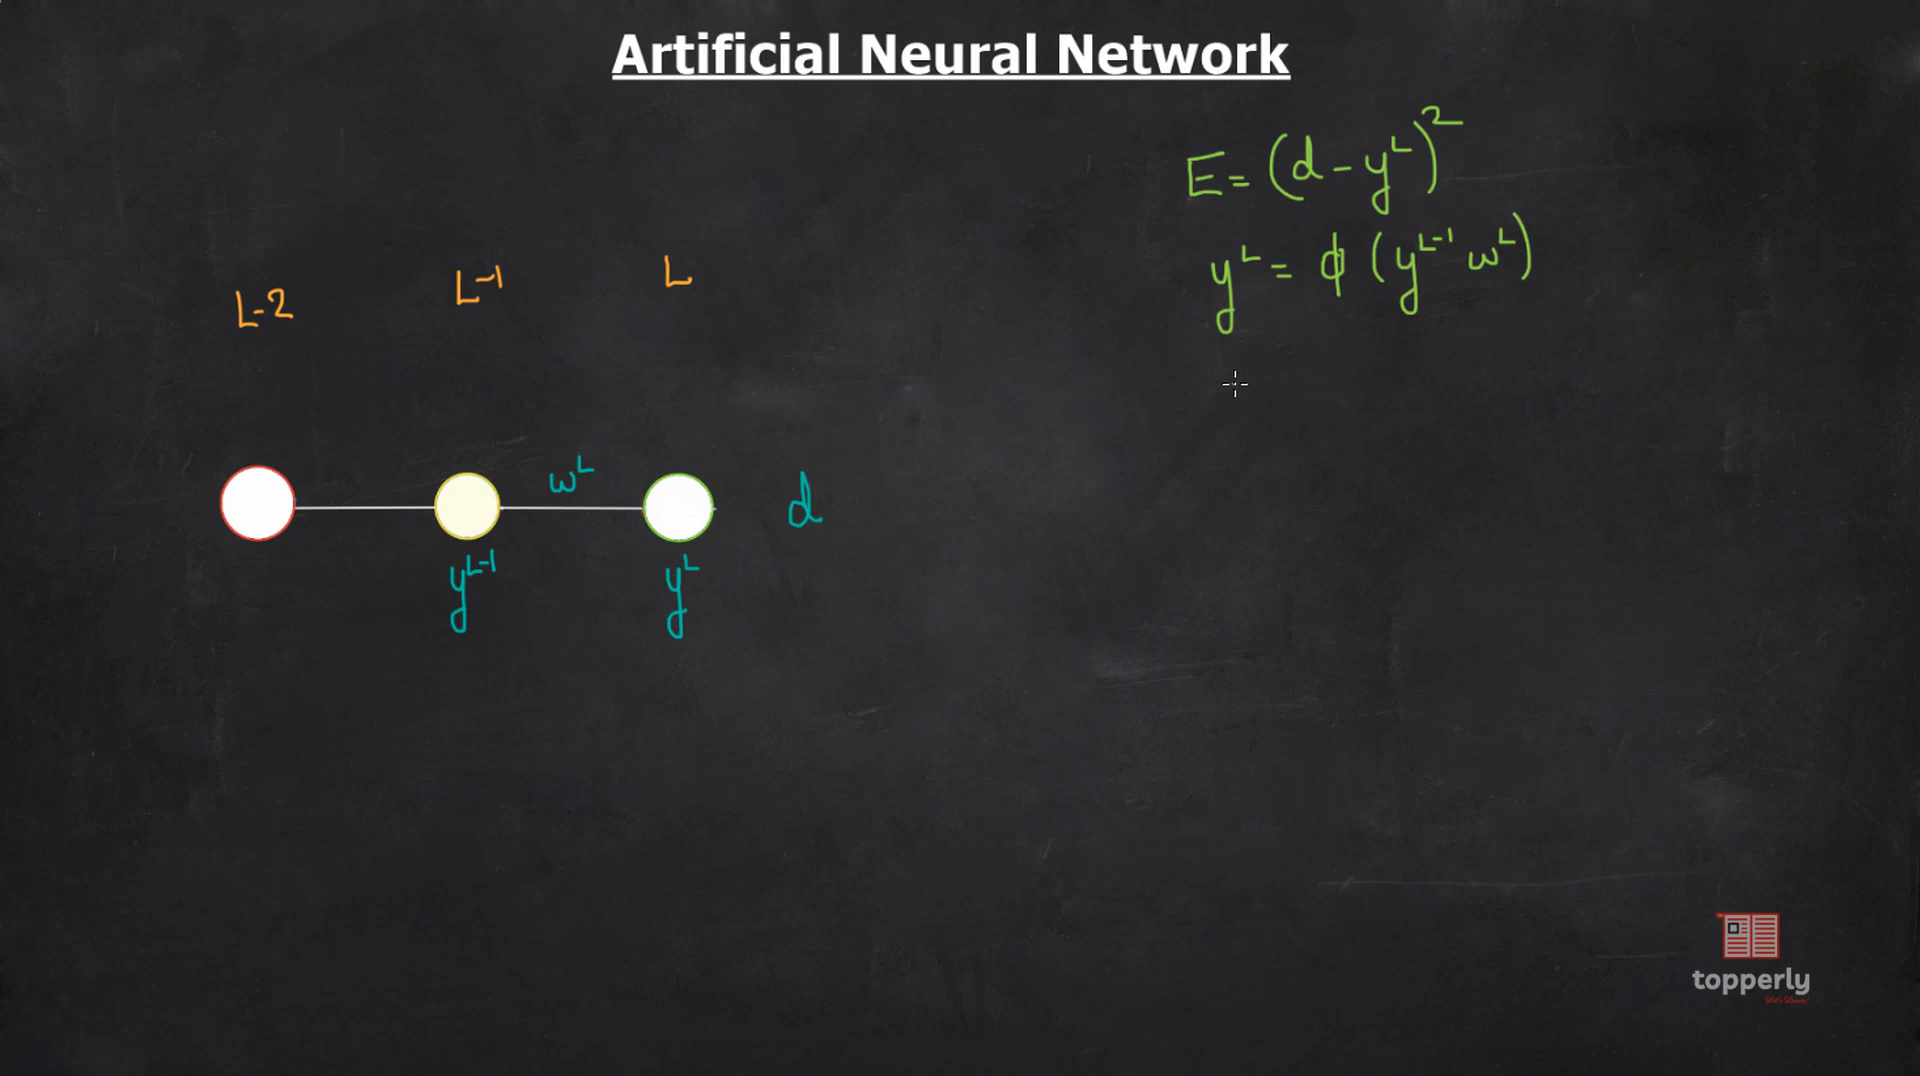 Artificial Neural Network
E = (d - y^L)^2
y^L = ϕ (y^{L-1} w^L)
L-2
L-1
L
w^L
d
y^{L-1}
y^L
topperly